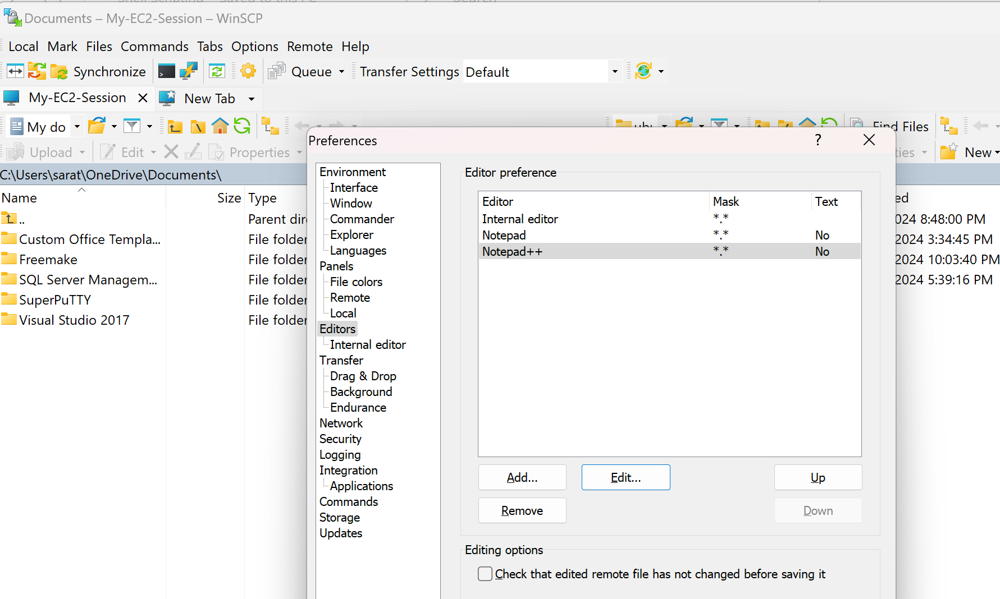 Documents – My-EC2-Session – WinSCP
Local Mark Files Commands Tabs Options Remote Help
Synchronize Queue Transfer Settings Default
My-EC2-Session New Tab
My do Find Files
Upload Edit Properties New
C:\Users\sarat\OneDrive\Documents\
Name Size Type
..
Custom Office Templa... File folder
Freemake File folder
SQL Server Managem... File folder
SuperPuTTY File folder
Visual Studio 2017 File folder
Preferences
?
Environment
Interface
Window
Commander
Explorer
Languages
Panels
File colors
Remote
Local
Editors
Internal editor
Transfer
Drag & Drop
Background
Endurance
Network
Security
Logging
Integration
Applications
Commands
Storage
Updates
Editor preference
Editor Mask Text
Internal editor *.*
Notepad *.* No
Notepad++ *.* No
Add... Edit... Up
Remove Down
Editing options
Check that edited remote file has not changed before saving it
8:48:00 PM
2024 3:34:45 PM
2024 10:03:40 PM
2024 5:39:16 PM